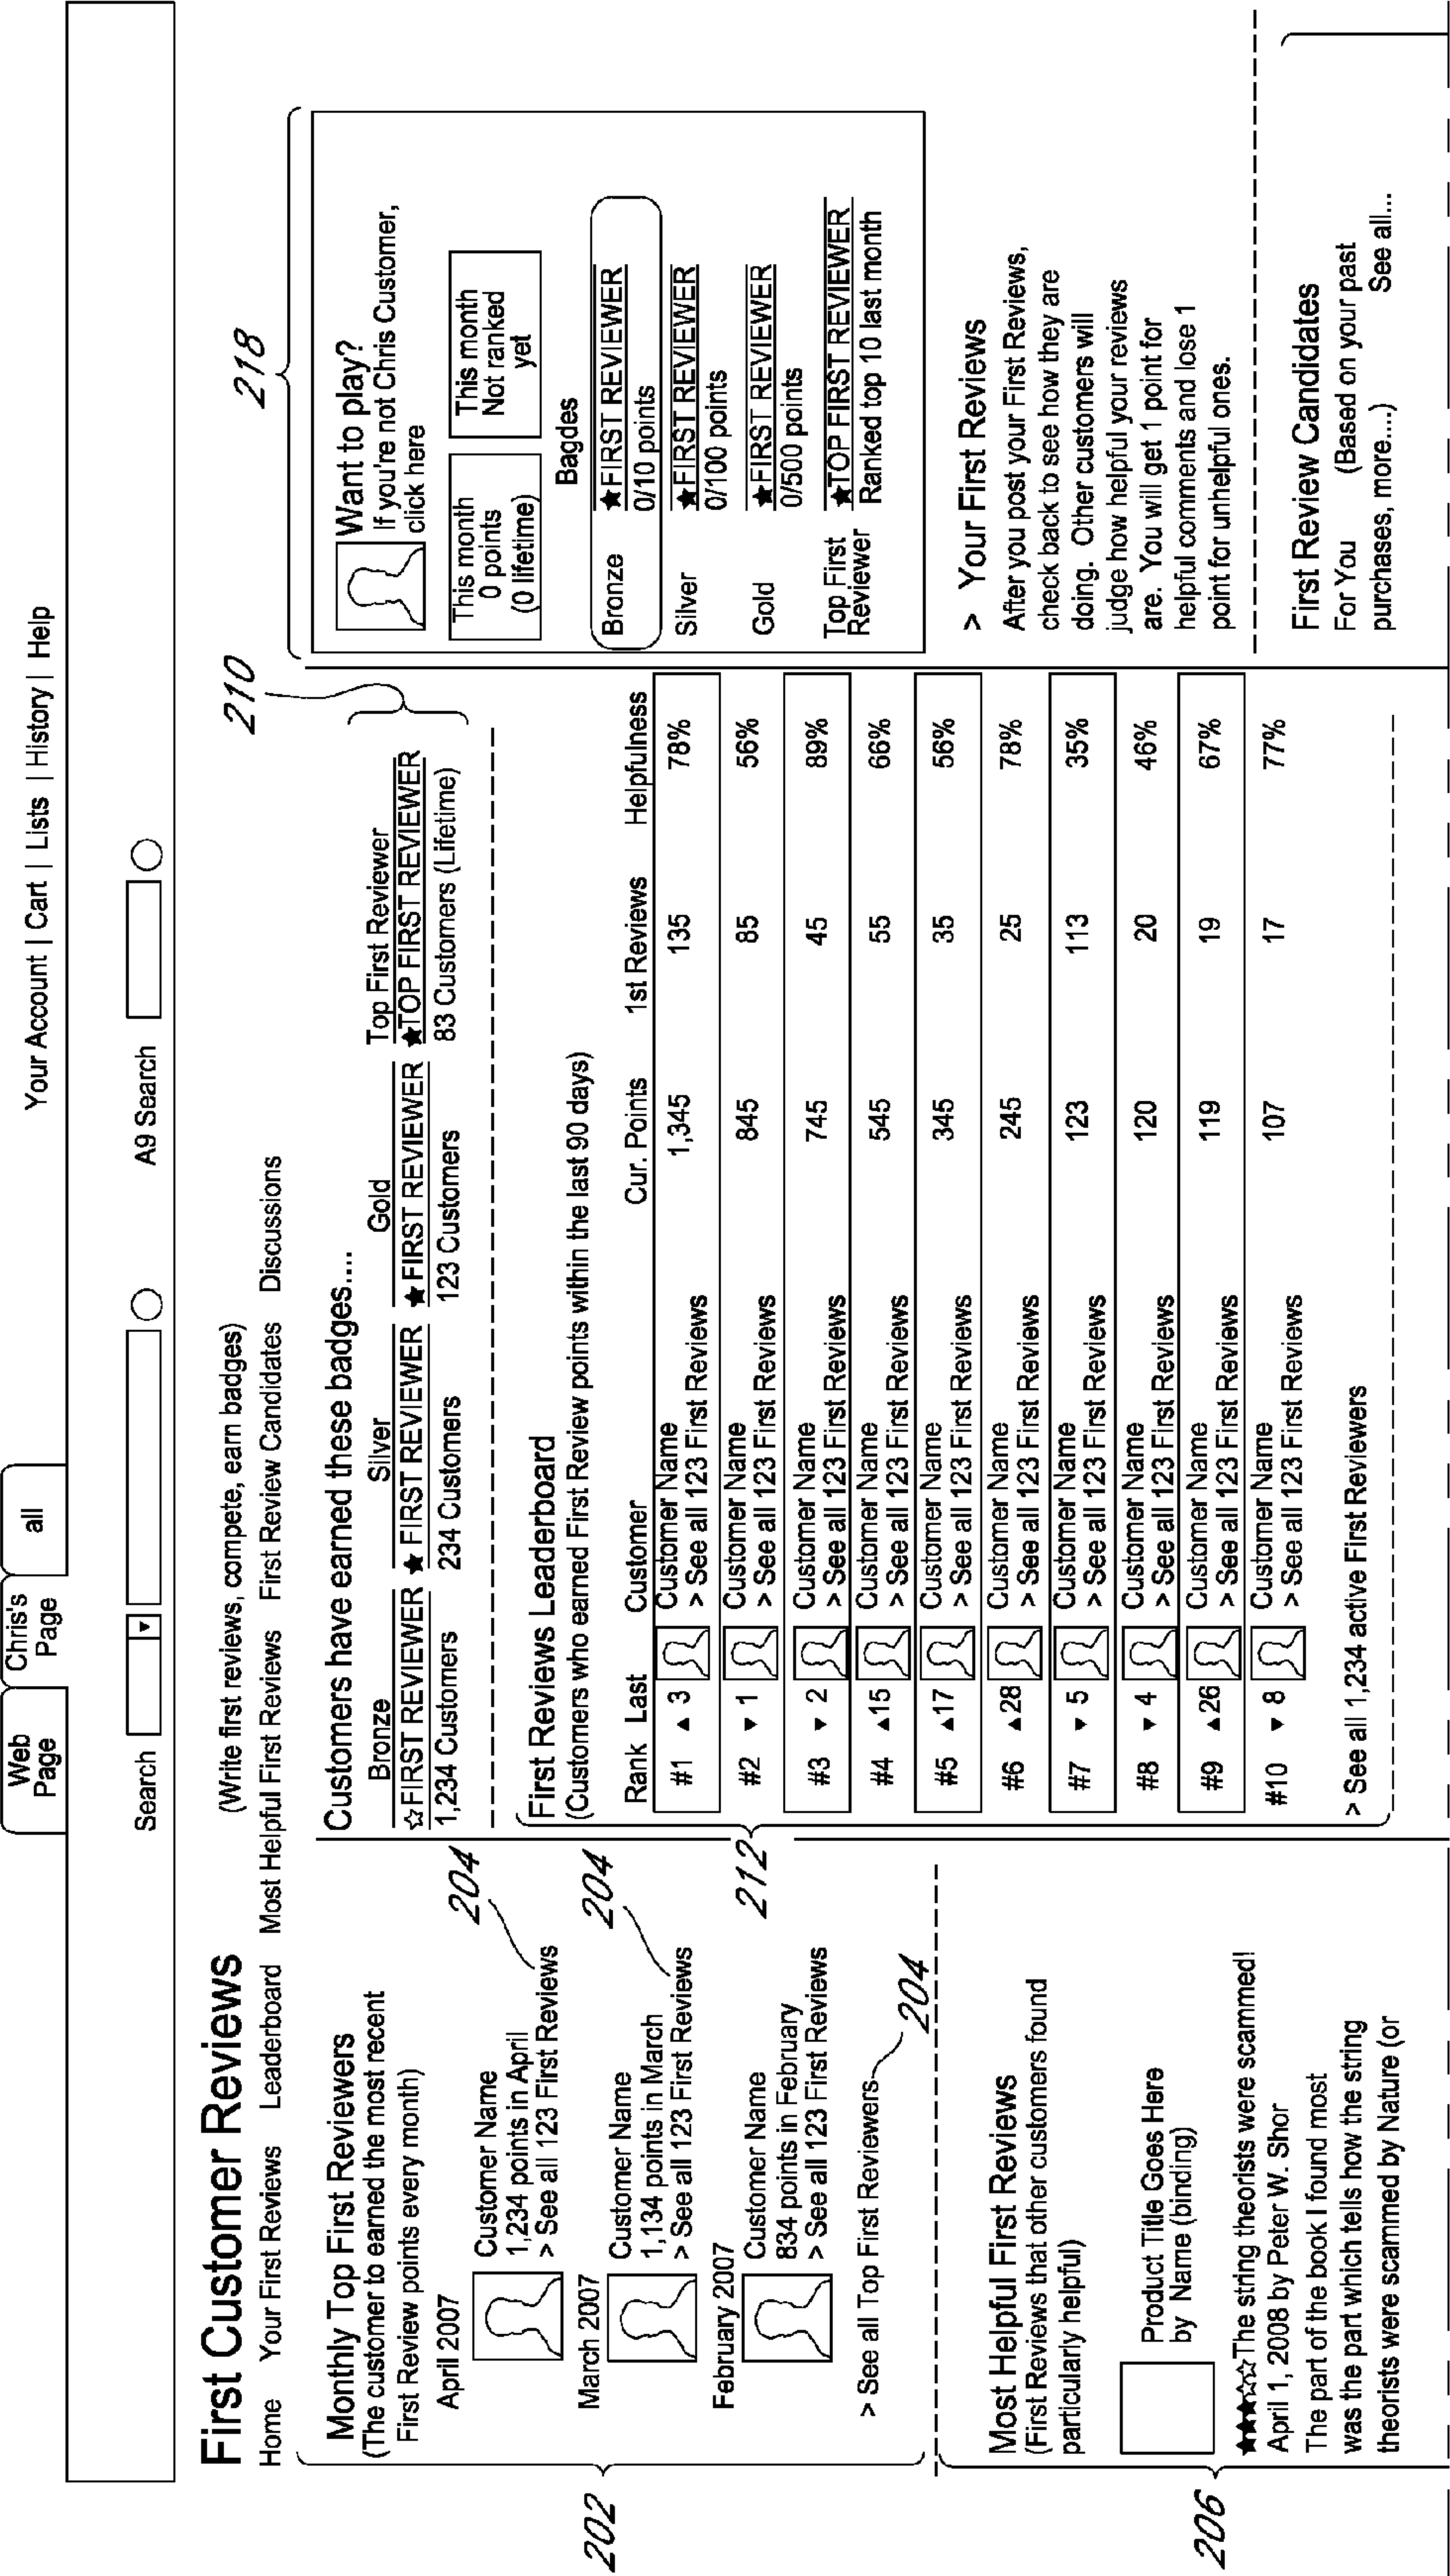 Web Page
Chris's Page
all
Your Account | Cart | Lists | History | Help
Search
A9 Search
First Customer Reviews
(Write first reviews, compete, earn badges)
Home Your First Reviews Leaderboard Most Helpful First Reviews First Review Candidates Discussions
202
Monthly Top First Reviewers
(The customer to earned the most recent
First Review points every month)
April 2007
Customer Name
1,234 points in April
> See all 123 First Reviews
204
March 2007
Customer Name
1,134 points in March
> See all 123 First Reviews
204
February 2007
Customer Name
834 points in February
> See all 123 First Reviews
> See all Top First Reviewers
204
206
Most Helpful First Reviews
(First Reviews that other customers found
particularly helpful)
Product Title Goes Here
by Name (binding)
★★★☆☆The string theorists were scammed!
April 1, 2008 by Peter W. Shor
The part of the book I found most
was the part which tells how the string
theorists were scammed by Nature (or
210
Customers have earned these badges....
Bronze Silver Gold Top First Reviewer
☆FIRST REVIEWER ★ FIRST REVIEWER ★ FIRST REVIEWER ★TOP FIRST REVIEWER
1,234 Customers 234 Customers 123 Customers 83 Customers (Lifetime)
212
First Reviews Leaderboard
(Customers who earned First Review points within the last 90 days)
Rank Last Customer Cur. Points 1st Reviews Helpfulness
#1 ▲ 3 Customer Name 1,345 135 78%
> See all 123 First Reviews
#2 ▼ 1 Customer Name 845 85 56%
> See all 123 First Reviews
#3 ▼ 2 Customer Name 745 45 89%
> See all 123 First Reviews
#4 ▲15 Customer Name 545 55 66%
> See all 123 First Reviews
#5 ▲17 Customer Name 345 35 56%
> See all 123 First Reviews
#6 ▲28 Customer Name 245 25 78%
> See all 123 First Reviews
#7 ▼ 5 Customer Name 123 113 35%
> See all 123 First Reviews
#8 ▼ 4 Customer Name 120 20 46%
> See all 123 First Reviews
#9 ▲26 Customer Name 119 19 67%
> See all 123 First Reviews
#10 ▼ 8 Customer Name 107 17 77%
> See all 123 First Reviews
> See all 1,234 active First Reviewers
218
Want to play?
If you're not Chris Customer,
click here
This month
0 points
(0 lifetime)
This month
Not ranked
yet
Bagdes
Bronze ★FIRST REVIEWER
0/10 points
Silver ★FIRST REVIEWER
0/100 points
Gold ★FIRST REVIEWER
0/500 points
Top First Reviewer ★TOP FIRST REVIEWER
Ranked top 10 last month
> Your First Reviews
After you post your First Reviews,
check back to see how they are
doing. Other customers will
judge how helpful your reviews
are. You will get 1 point for
helpful comments and lose 1
point for unhelpful ones.
First Review Candidates
For You (Based on your past
purchases, more...) See all...